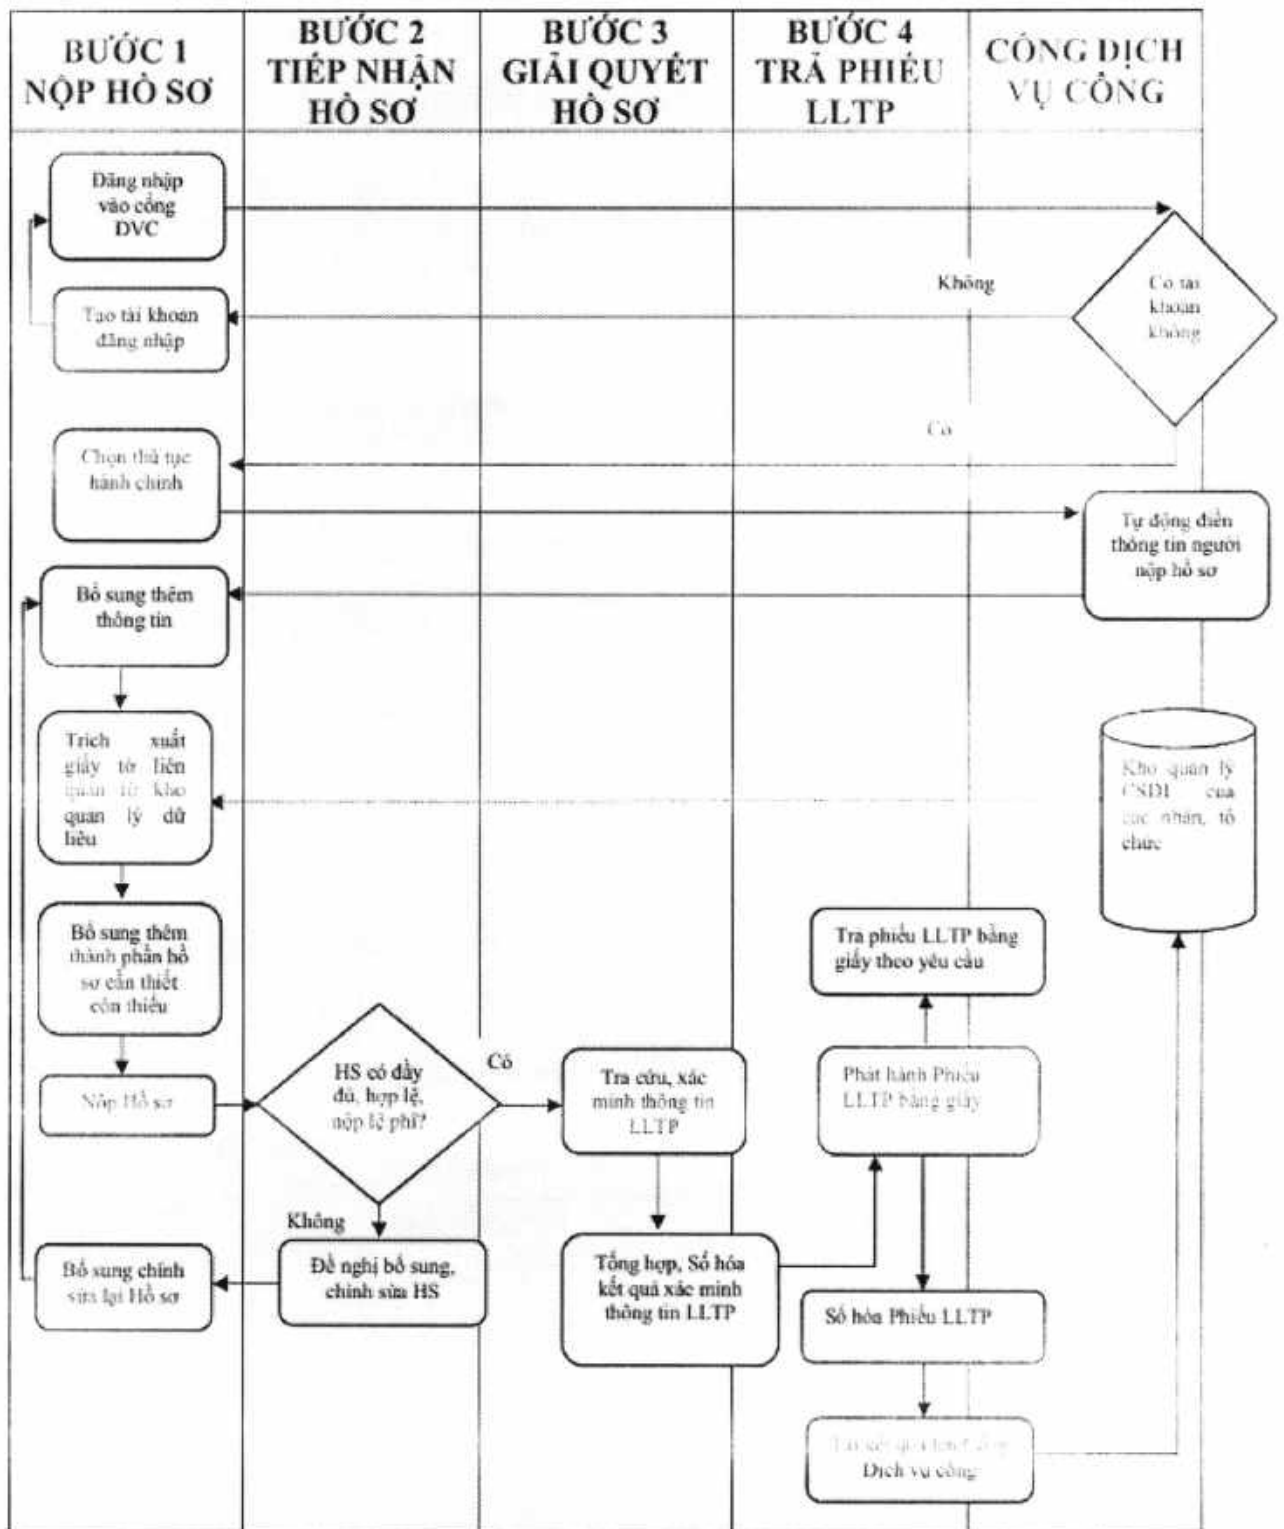 BƯỚC 1
NỘP HỒ SƠ
BƯỚC 2
TIẾP NHẬN
HỒ SƠ
BƯỚC 3
GIẢI QUYẾT
HỒ SƠ
BƯỚC 4
TRẢ PHIẾU
LLTP
CỔNG DỊCH
VỤ CÔNG
Đăng nhập
vào cổng
DVC
Không
Có tài
khoản
không
Tạo tài khoản
đăng nhập
Có
Chọn thủ tục
hành chính
Tự động điền
thông tin người
nộp hồ sơ
Bổ sung thêm
thông tin
Trích xuất
giấy tờ liên
quan từ kho
quản lý dữ
liệu
Kho quản lý
CSDL của
các nhân, tổ
chức
Bổ sung thêm
thành phần hồ
sơ cần thiết
còn thiếu
Trả phiếu LLTP bằng
giấy theo yêu cầu
Nộp Hồ sơ
HS có đầy
đủ, hợp lệ,
nộp lệ phí?
Có
Tra cứu, xác
minh thông tin
LLTP
Phát hành Phiếu
LLTP bằng giấy
Không
Bổ sung chỉnh
sửa lại Hồ sơ
Đề nghị bổ sung,
chỉnh sửa HS
Tổng hợp, Số hóa
kết quả xác minh
thông tin LLTP
Số hóa Phiếu LLTP
kết quả
Dịch vụ công